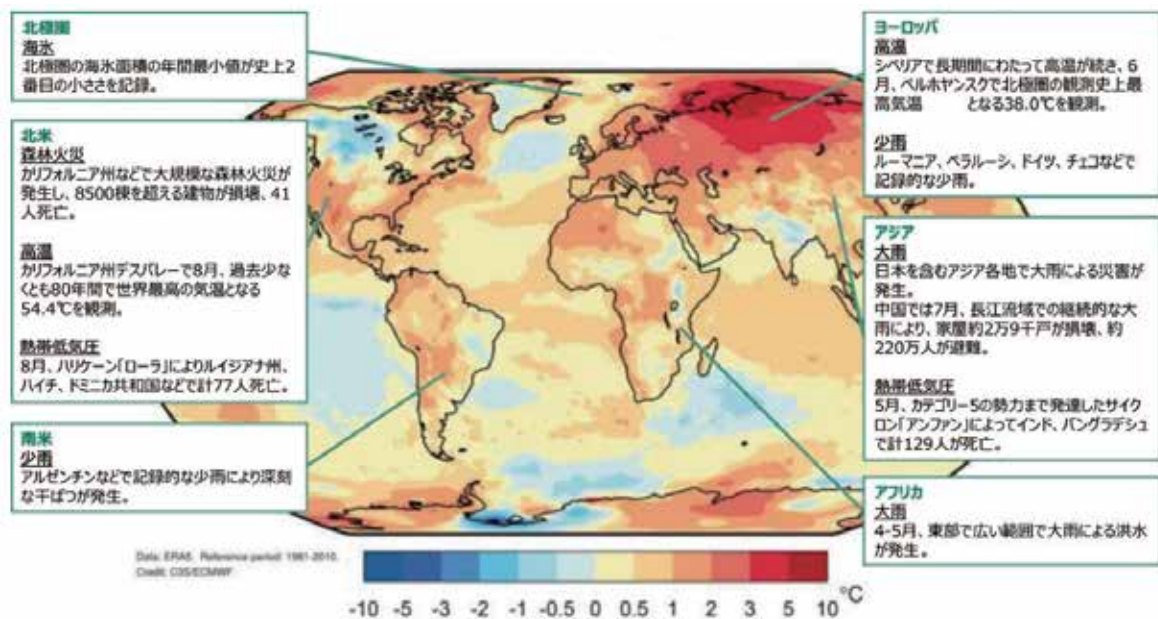 北極圏
海氷
北極圏の海氷面積の年間最小値が史上2
番目の小ささを記録。
北米
森林火災
カリフォルニア州などで大規模な森林火災が
発生し、8500棟を超える建物が損壊、41
人死亡。
高温
カリフォルニア州デスバレーで8月、過去少な
くとも80年間で世界最高の気温となる
54.4℃を観測。
熱帯低気圧
8月、ハリケーン「ローラ」によりルイジアナ州、
ハイチ、ドミニカ共和国などで計77人死亡。
南米
少雨
アルゼンチンなどで記録的な少雨により深刻
な干ばつが発生。
ヨーロッパ
高温
シベリアで長期間にわたって高温が続き、6
月、ベルホヤンスクで北極圏の観測史上最
高気温 となる38.0℃を観測。
少雨
ルーマニア、ベラルーシ、ドイツ、チェコなどで
記録的な少雨。
アジア
大雨
日本を含むアジア各地で大雨による災害が
発生。
中国では7月、長江流域での継続的な大
雨により、家屋約2万9千戸が損壊、約
220万人が避難。
熱帯低気圧
5月、カテゴリー5の勢力まで発達したサイク
ロン「アンファン」によってインド、バングラデシュ
で計129人が死亡。
アフリカ
大雨
4-5月、東部で広い範囲で大雨による洪水
が発生。
Data: ERA5. Reference period: 1981-2010.
Credit: C3S/ECMWF
°C
-10 -5 -3 -2 -1 -0.5 0 0.5 1 2 3 5 10